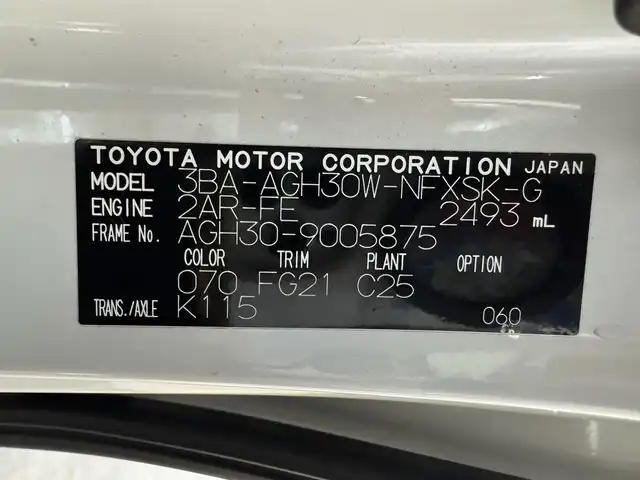 TOYOTA MOTOR CORPORATION JAPAN
MODEL 3BA-AGH30W-NFXSK-G
ENGINE 2AR-FE 2493 mL
FRAME No. AGH30-9005875
COLOR TRIM PLANT OPTION
070 FG21 C25
TRANS./AXLE K115
060